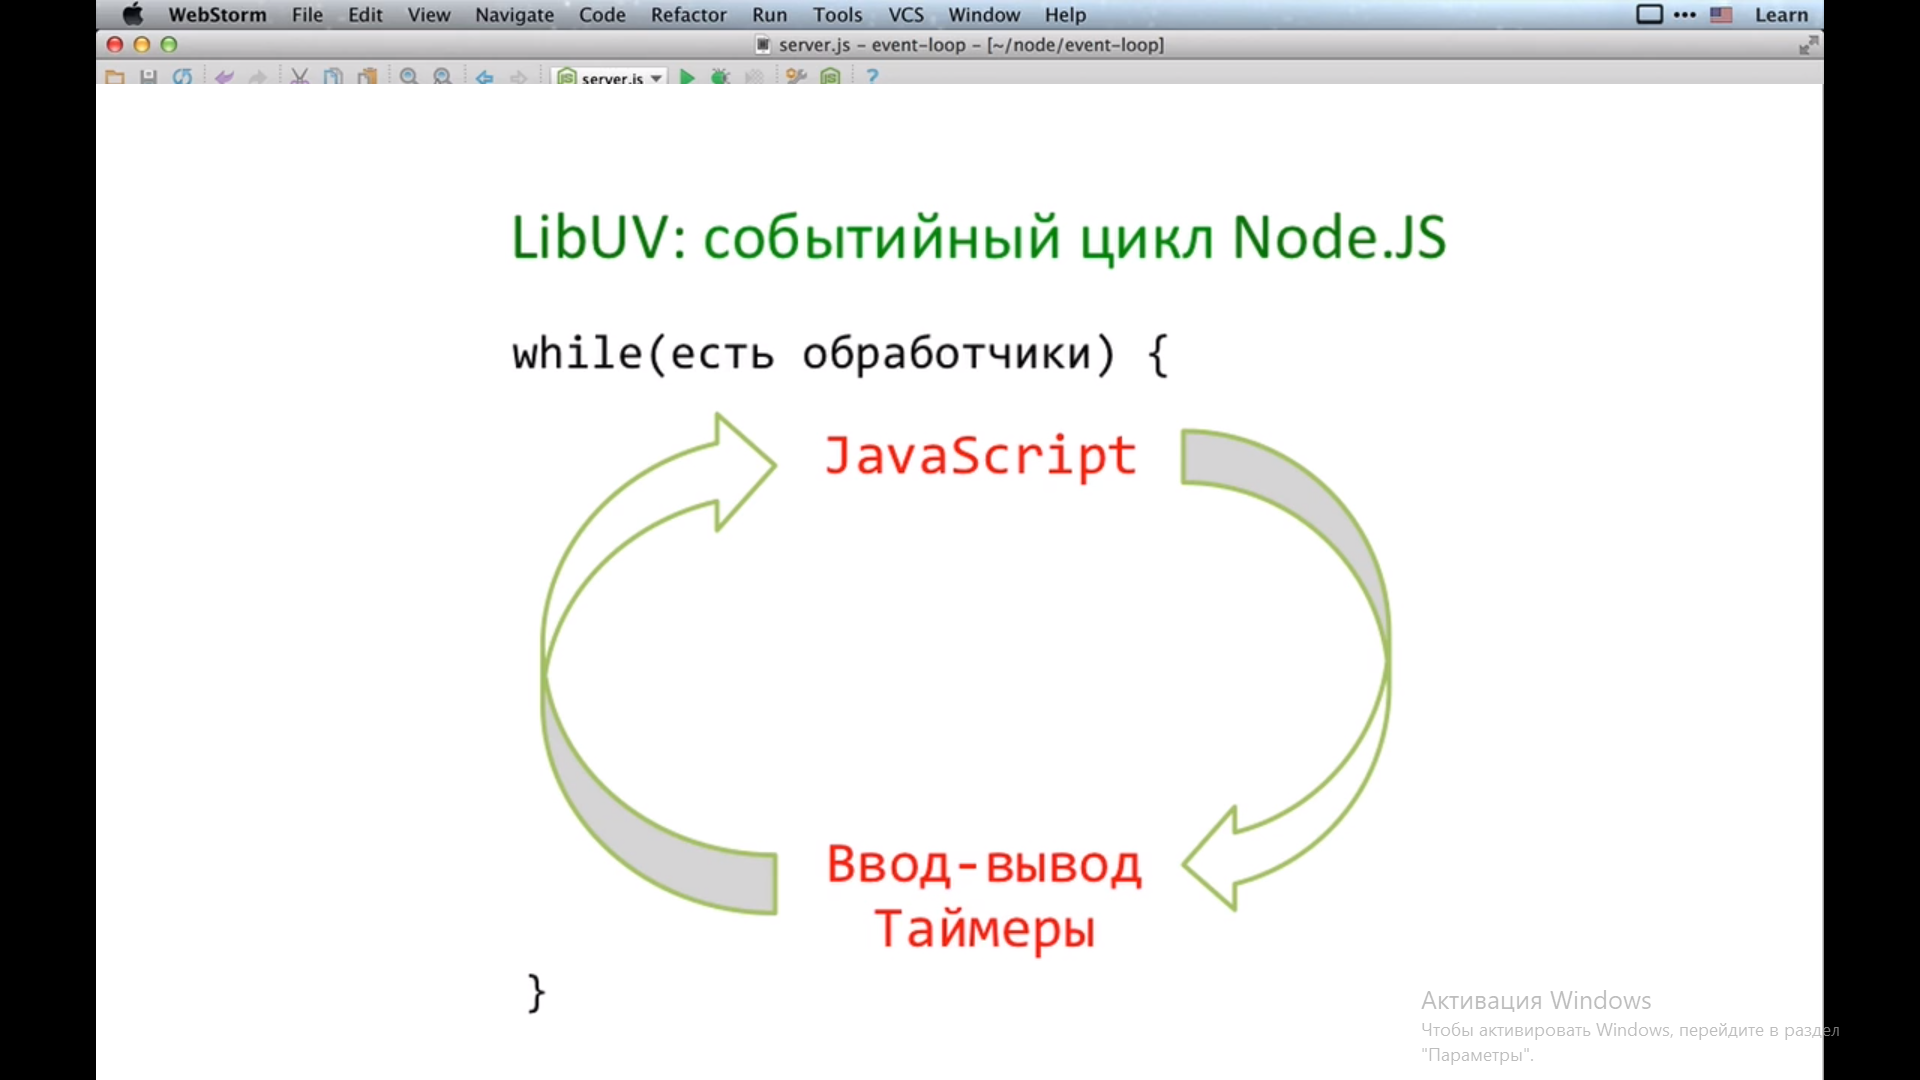 WebStorm File Edit View Navigate Code Refactor Run Tools VCS Window Help ••• Learn
server.js – event-loop – [~/node/event-loop]
JS server.js JS ?
LibUV: событийный цикл Node.JS
while(есть обработчики) {
JavaScript
Ввод-вывод
Таймеры
}
Активация Windows
Чтобы активировать Windows, перейдите в раздел
"Параметры".